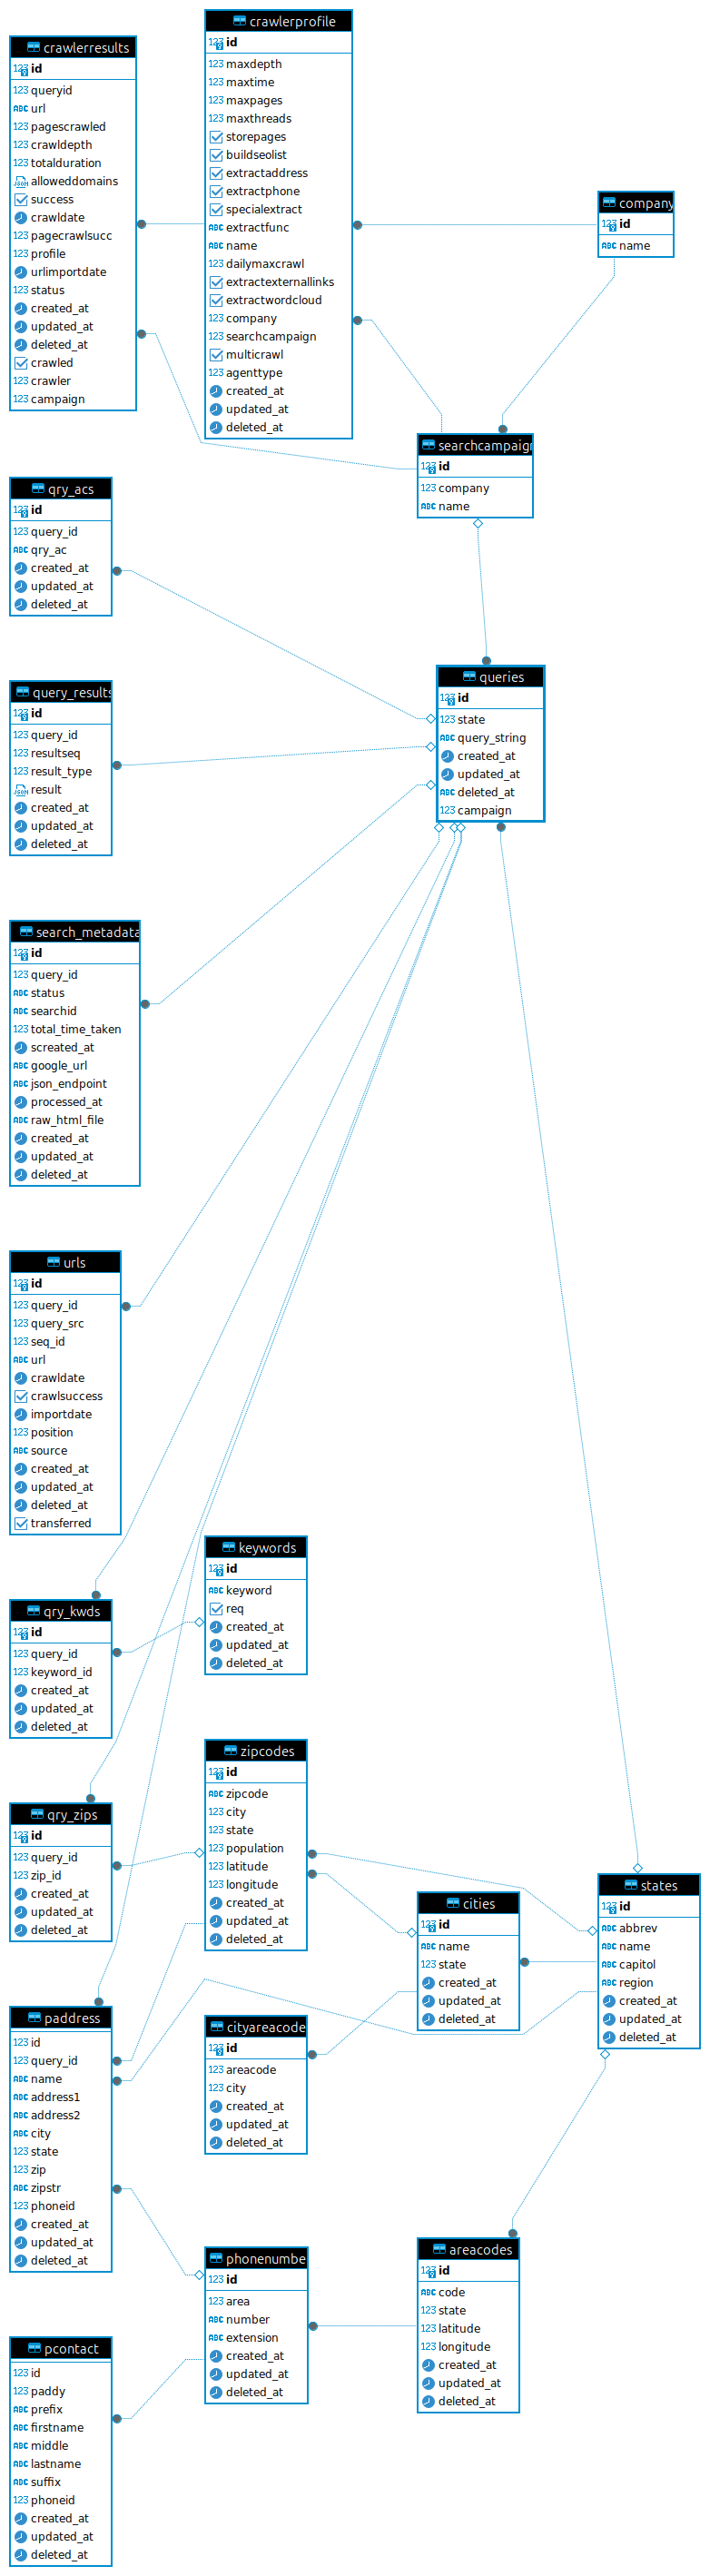 crawlerresults
123 id
123 queryid
ABC url
123 pagescrawled
123 crawldepth
123 totalduration
JSON alloweddomains
success
crawldate
123 pagecrawlsucc
123 profile
urlimportdate
123 status
created_at
updated_at
deleted_at
crawled
123 crawler
123 campaign
crawlerprofile
123 id
123 maxdepth
123 maxtime
123 maxpages
123 maxthreads
storepages
buildseolist
extractaddress
extractphone
specialextract
ABC extractfunc
ABC name
123 dailymaxcrawl
extractexternallinks
extractwordcloud
123 company
123 searchcampaign
multicrawl
123 agenttype
created_at
updated_at
deleted_at
company
123 id
ABC name
searchcampaign
123 id
123 company
ABC name
qry_acs
123 id
123 query_id
ABC qry_ac
created_at
updated_at
deleted_at
query_results
123 id
123 query_id
123 resultseq
123 result_type
JSON result
created_at
updated_at
deleted_at
queries
123 id
123 state
ABC query_string
created_at
updated_at
ABC deleted_at
123 campaign
search_metadata
123 id
123 query_id
ABC status
ABC searchid
123 total_time_taken
screated_at
ABC google_url
ABC json_endpoint
processed_at
ABC raw_html_file
created_at
updated_at
deleted_at
urls
123 id
123 query_id
123 query_src
123 seq_id
ABC url
crawldate
crawlsuccess
importdate
123 position
ABC source
created_at
updated_at
deleted_at
transferred
keywords
123 id
ABC keyword
req
created_at
updated_at
deleted_at
qry_kwds
123 id
123 query_id
123 keyword_id
created_at
updated_at
deleted_at
zipcodes
123 id
ABC zipcode
123 city
123 state
123 population
123 latitude
123 longitude
created_at
updated_at
deleted_at
qry_zips
123 id
123 query_id
123 zip_id
created_at
updated_at
deleted_at
cities
123 id
ABC name
123 state
created_at
updated_at
deleted_at
states
123 id
ABC abbrev
ABC name
ABC capitol
ABC region
created_at
updated_at
deleted_at
paddress
123 id
123 query_id
ABC name
ABC address1
ABC address2
ABC city
123 state
123 zip
ABC zipstr
123 phoneid
created_at
updated_at
deleted_at
cityareacode
123 id
123 areacode
123 city
created_at
updated_at
deleted_at
phonenumbe
123 id
123 area
ABC number
ABC extension
created_at
updated_at
deleted_at
areacodes
123 id
ABC code
123 state
123 latitude
123 longitude
created_at
updated_at
deleted_at
pcontact
123 id
123 paddy
ABC prefix
ABC firstname
ABC middle
ABC lastname
ABC suffix
123 phoneid
created_at
updated_at
deleted_at